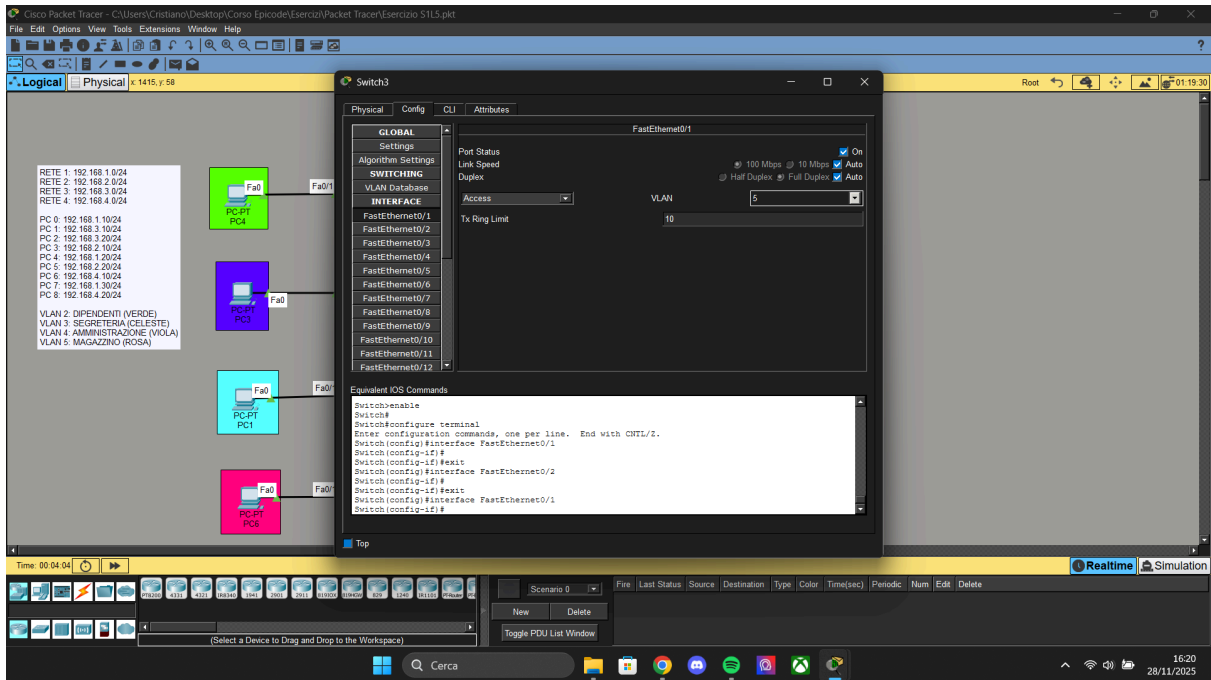 Cisco Packet Tracer - C:\Users\Cristiano\Desktop\Corso Epicode\Esercizi\Packet Tracer\Esercizio S1L5.pkt
File Edit Options View Tools Extensions Window Help
?
Logical Physical x: 1415, y: 58
Root 01:19:30
Switch3
Physical Config CLI Attributes
GLOBAL
Settings
Algorithm Settings
SWITCHING
VLAN Database
INTERFACE
FastEthernet0/1
FastEthernet0/2
FastEthernet0/3
FastEthernet0/4
FastEthernet0/5
FastEthernet0/6
FastEthernet0/7
FastEthernet0/8
FastEthernet0/9
FastEthernet0/10
FastEthernet0/11
FastEthernet0/12
FastEthernet0/1
Port Status On
Link Speed 100 Mbps 10 Mbps Auto
Duplex Half Duplex Full Duplex Auto
Access VLAN 5
Tx Ring Limit 10
Equivalent IOS Commands
Switch>enable
Switch#
Switch#configure terminal
Enter configuration commands, one per line. End with CNTL/Z.
Switch(config)#interface FastEthernet0/1
Switch(config-if)#
Switch(config-if)#exit
Switch(config)#interface FastEthernet0/2
Switch(config-if)#
Switch(config-if)#exit
Switch(config)#interface FastEthernet0/1
Switch(config-if)#
Top
RETE 1: 192.168.1.0/24
RETE 2: 192.168.2.0/24
RETE 3: 192.168.3.0/24
RETE 4: 192.168.4.0/24
PC 0: 192.168.1.10/24
PC 1: 192.168.3.10/24
PC 2: 192.168.3.20/24
PC 3: 192.168.2.10/24
PC 4: 192.168.1.20/24
PC 5: 192.168.2.20/24
PC 6: 192.168.4.10/24
PC 7: 192.168.1.30/24
PC 8: 192.168.4.20/24
VLAN 2: DIPENDENTI (VERDE)
VLAN 3: SEGRETERIA (CELESTE)
VLAN 4: AMMINISTRAZIONE (VIOLA)
VLAN 5: MAGAZZINO (ROSA)
Fa0 Fa0/1
PC-PT
PC4
Fa0
PC-PT
PC3
Fa0 Fa0/
PC-PT
PC1
Fa0 Fa0/
PC-PT
PC6
Time: 00:04:04
Realtime Simulation
PT8200 4331 4321 IR8340 1941 2901 2911 819IOX 819HGW 829 1240 IR1101 PT-Router
(Select a Device to Drag and Drop to the Workspace)
Scenario 0
New Delete
Toggle PDU List Window
Fire Last Status Source Destination Type Color Time(sec) Periodic Num Edit Delete
Cerca
16:20
28/11/2025